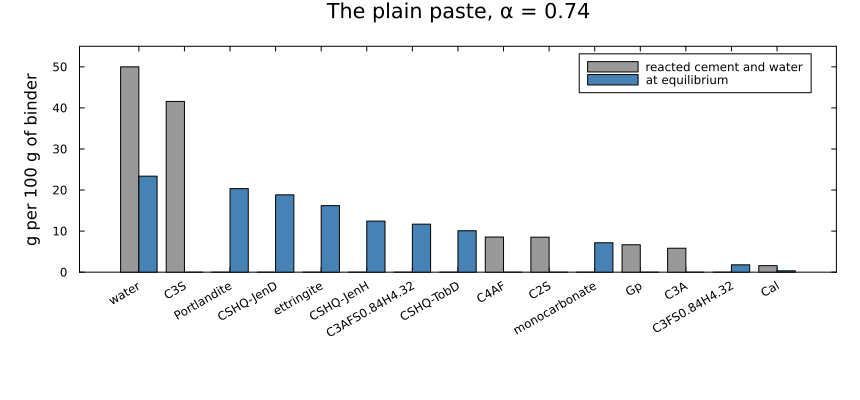 The plain paste, α = 0.74
reacted cement and water
at equilibrium
g per 100 g of binder
50
40
30
20
10
0
water
C3S
Portlandite
CSHQ-JenD
ettringite
CSHQ-JenH
C3AFS0.84H4.32
CSHQ-TobD
C4AF
C2S
monocarbonate
Gp
C3A
C3FS0.84H4.32
Cal